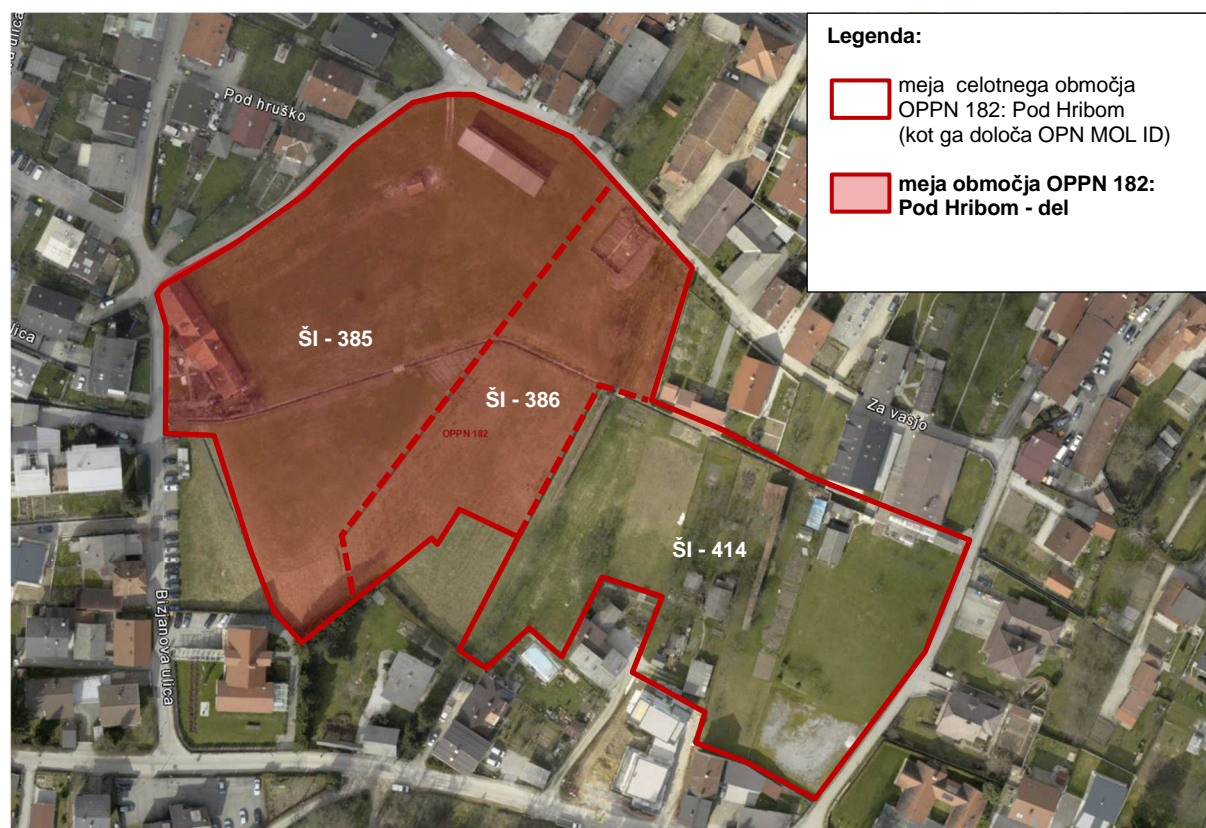 Legenda:
meja celotnega območja
OPPN 182: Pod Hribom
(kot ga določa OPN MOL ID)
meja območja OPPN 182:
Pod Hribom - del
ulica
Pod hruško
ulica
ŠI - 385
ŠI - 386
OPPN 182
Za vasjo
ŠI - 414
Bizjanova ulica